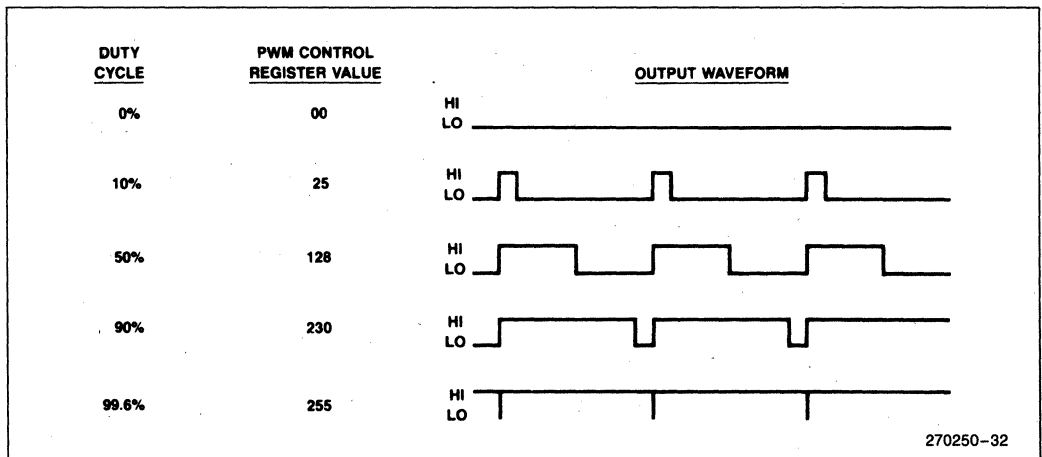 DUTY CYCLE PWM CONTROL REGISTER VALUE OUTPUT WAVEFORM
0% 00 HI LO
10% 25 HI LO
50% 128 HI LO
90% 230 HI LO
99.6% 255 HI LO
270250-32